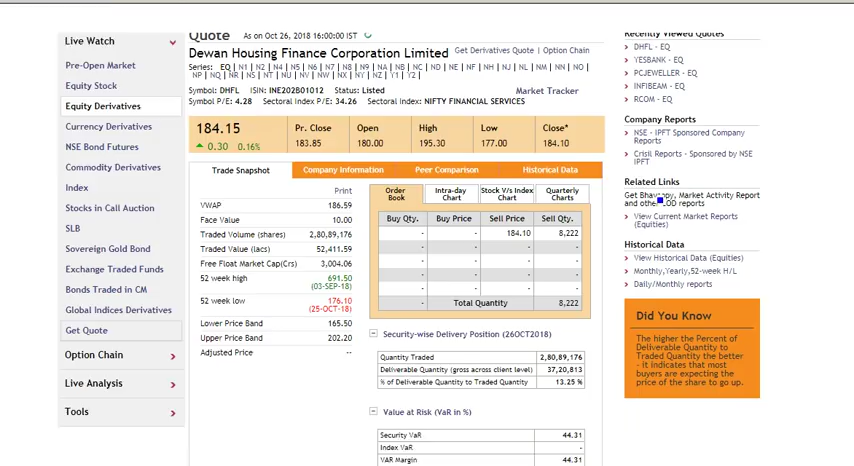 Live Watch
Pre-Open Market
Equity Stock
Equity Derivatives
Currency Derivatives
NSE Bond Futures
Commodity Derivatives
Index
Stocks in Call Auction
SLB
Sovereign Gold Bond
Exchange Traded Funds
Bonds Traded in CM
Global Indices Derivatives
Get Quote
Option Chain
Live Analysis
Tools
Quote As on Oct 26, 2018 16:00:00 IST
Dewan Housing Finance Corporation Limited Get Derivatives Quote | Option Chain
Series: EQ | N1 | N2 | N4 | N5 | N6 | N7 | N8 | N9 | NA | NB | NC | ND | NE | NF | NH | NJ | NL | NM | NN | NO |
NP | NQ | NR | NS | NT | NU | NV | NW | NX | NY | NZ | Y1 | Y2 |
Symbol: DHFL ISIN: INE202B01012 Status: Listed Market Tracker
Symbol P/E: 4.28 Sectoral Index P/E: 34.26 Sectoral Index: NIFTY FINANCIAL SERVICES
184.15 Pr. Close Open High Low Close*
0.30 0.16% 183.85 180.00 195.30 177.00 184.10
Trade Snapshot Company Information Peer Comparison Historical Data
Print
VWAP 186.59
Face Value 10.00
Traded Volume (shares) 2,80,89,176
Traded Value (lacs) 52,411.59
Free Float Market Cap(Crs) 3,004.06
52 week high 691.50
(03-SEP-18)
52 week low 176.10
(25-OCT-18)
Lower Price Band 165.50
Upper Price Band 202.20
Adjusted Price --
Order Book Intra-day Chart Stock V/s Index Chart Quarterly Charts
Buy Qty. Buy Price Sell Price Sell Qty.
- - 184.10 8,222
- - - -
- - - -
- - - -
- - - -
- Total Quantity 8,222
Security-wise Delivery Position (26OCT2018)
Quantity Traded 2,80,89,176
Deliverable Quantity (gross across client level) 37,20,813
% of Deliverable Quantity to Traded Quantity 13.25 %
Value at Risk (VaR in %)
Security VaR 44.31
Index VaR -
VAR Margin 44.31
Recently Viewed Quotes
DHFL - EQ
YESBANK - EQ
PCJEWELLER - EQ
INFIBEAM - EQ
RCOM - EQ
Company Reports
NSE - IPFT Sponsored Company
Reports
Crisil Reports - Sponsored by NSE
IPFT
Related Links
Get Market Activity Report
and other reports
View Current Market Reports
(Equities)
Historical Data
View Historical Data (Equities)
Monthly,Yearly,52-week H/L
Daily/Monthly reports
Did You Know
The higher the Percent of
Deliverable Quantity to
Traded Quantity the better
- it indicates that most
buyers are expecting the
price of the share to go up.